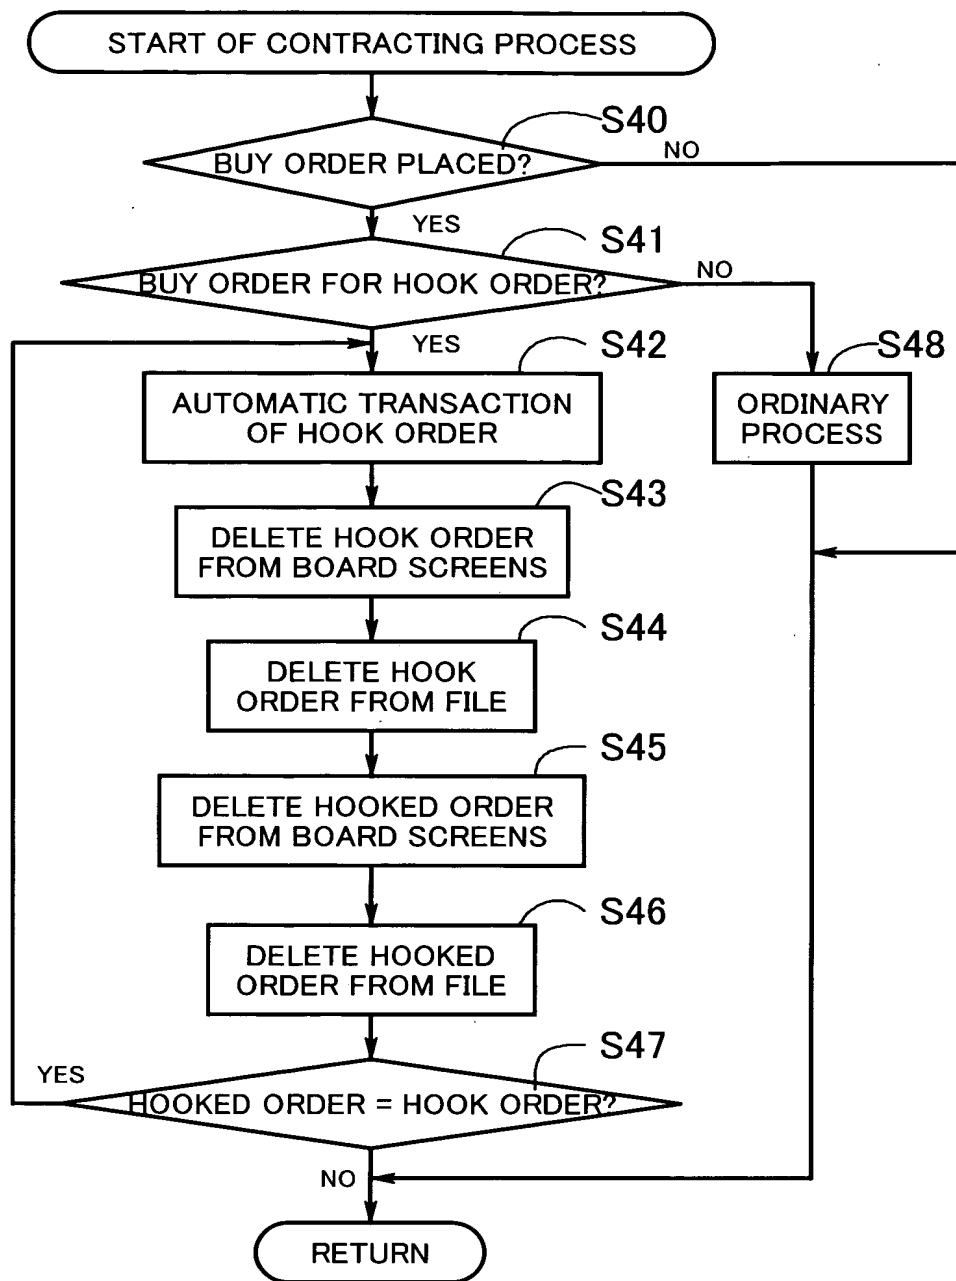 START OF CONTRACTING PROCESS
S40
BUY ORDER PLACED?
NO
YES
S41
BUY ORDER FOR HOOK ORDER?
NO
YES
S42
AUTOMATIC TRANSACTION
OF HOOK ORDER
S48
ORDINARY
PROCESS
S43
DELETE HOOK ORDER
FROM BOARD SCREENS
S44
DELETE HOOK
ORDER FROM FILE
S45
DELETE HOOKED ORDER
FROM BOARD SCREENS
S46
DELETE HOOKED
ORDER FROM FILE
S47
YES
HOOKED ORDER = HOOK ORDER?
NO
RETURN